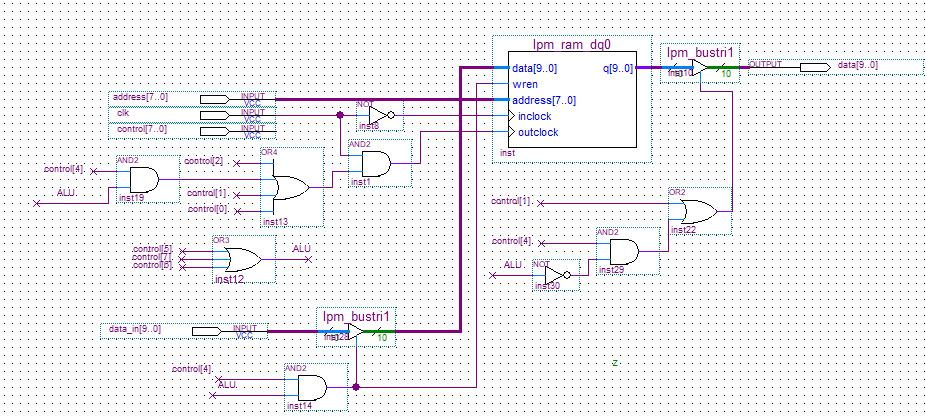 lpm_ram_dq0
lpm_bustri1
data[9..0]
q[9..0]
wren
address[7..0]
inclock
outclock
inst
10
OUTPUT
data[9..0]
address[7..0]
INPUT
VCC
clk
INPUT
VCC
control[7..0]
INPUT
VCC
NOT
inst8
AND2
inst1
OR4
control[2]
control[1]
control[0]
inst13
AND2
control[4]
ALU
inst19
OR3
control[5]
control[7]
control[6]
ALU
inst12
control[1]
OR2
inst22
control[4]
AND2
inst29
ALU
NOT
inst30
lpm_bustri1
data_in[9..0]
INPUT
VCC
10
control[4]
ALU
AND2
inst14
Z